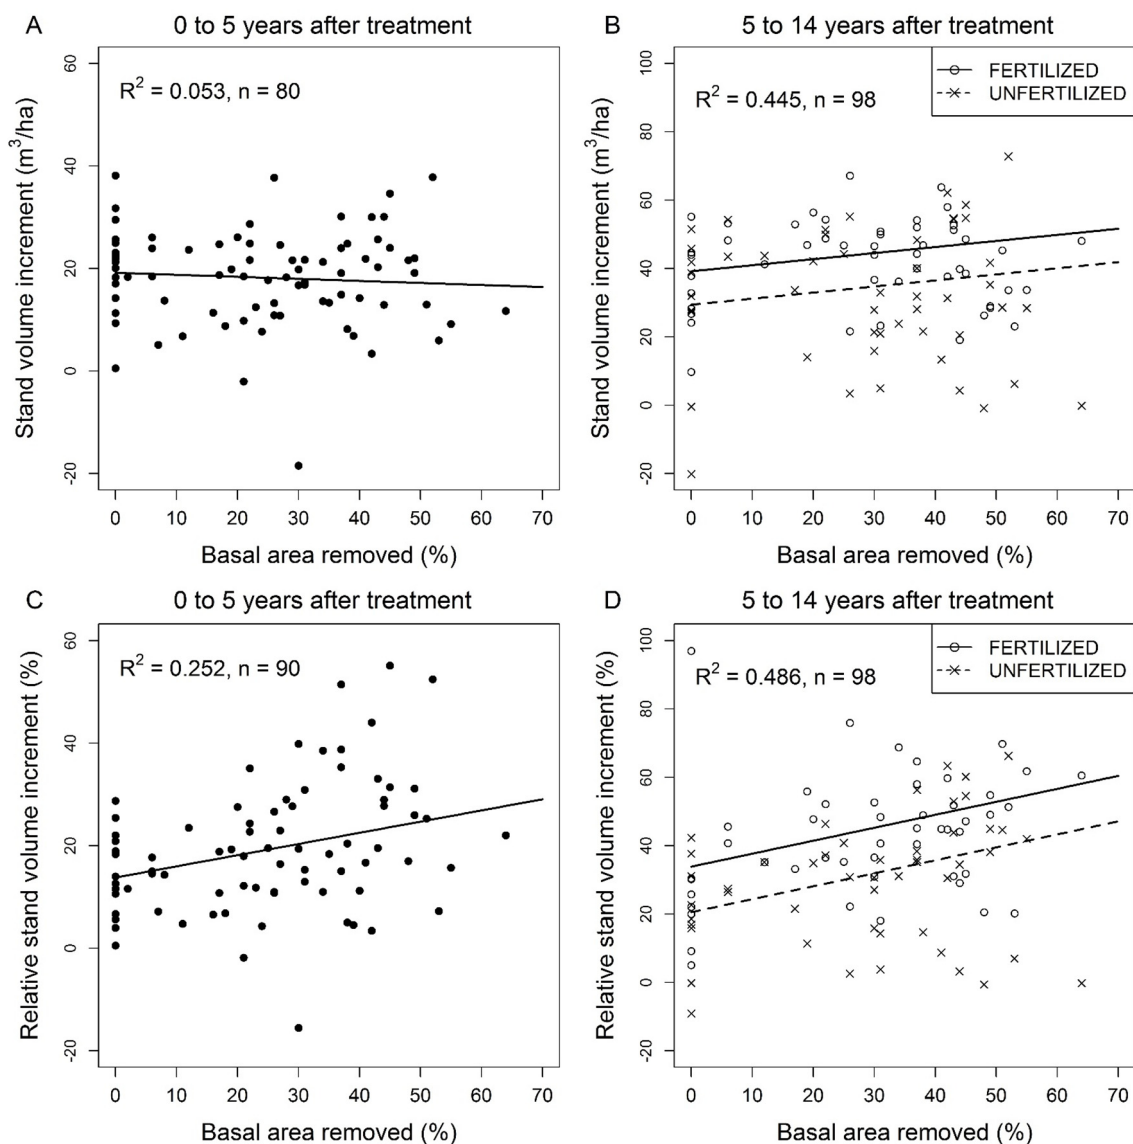 A
0 to 5 years after treatment
R² = 0.053, n = 80
Stand volume increment (m³/ha)
60
40
20
0
-20
0 10 20 30 40 50 60 70
Basal area removed (%)
B
5 to 14 years after treatment
FERTILIZED
UNFERTILIZED
R² = 0.445, n = 98
Stand volume increment (m³/ha)
100
80
60
40
20
0
-20
0 10 20 30 40 50 60 70
Basal area removed (%)
C
0 to 5 years after treatment
R² = 0.252, n = 90
Relative stand volume increment (%)
60
40
20
0
-20
0 10 20 30 40 50 60 70
Basal area removed (%)
D
5 to 14 years after treatment
FERTILIZED
UNFERTILIZED
R² = 0.486, n = 98
Relative stand volume increment (%)
100
80
60
40
20
0
-20
0 10 20 30 40 50 60 70
Basal area removed (%)